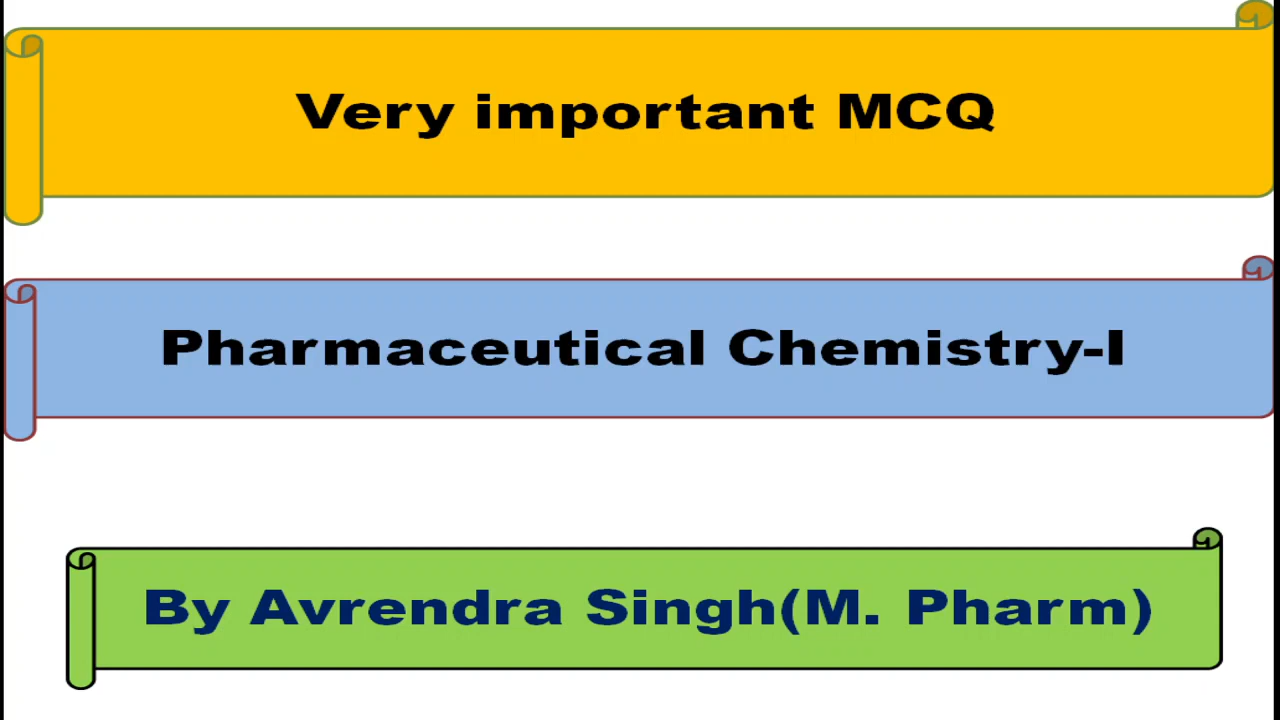 Very important MCQ
Pharmaceutical Chemistry-I
By Avrendra Singh(M. Pharm)